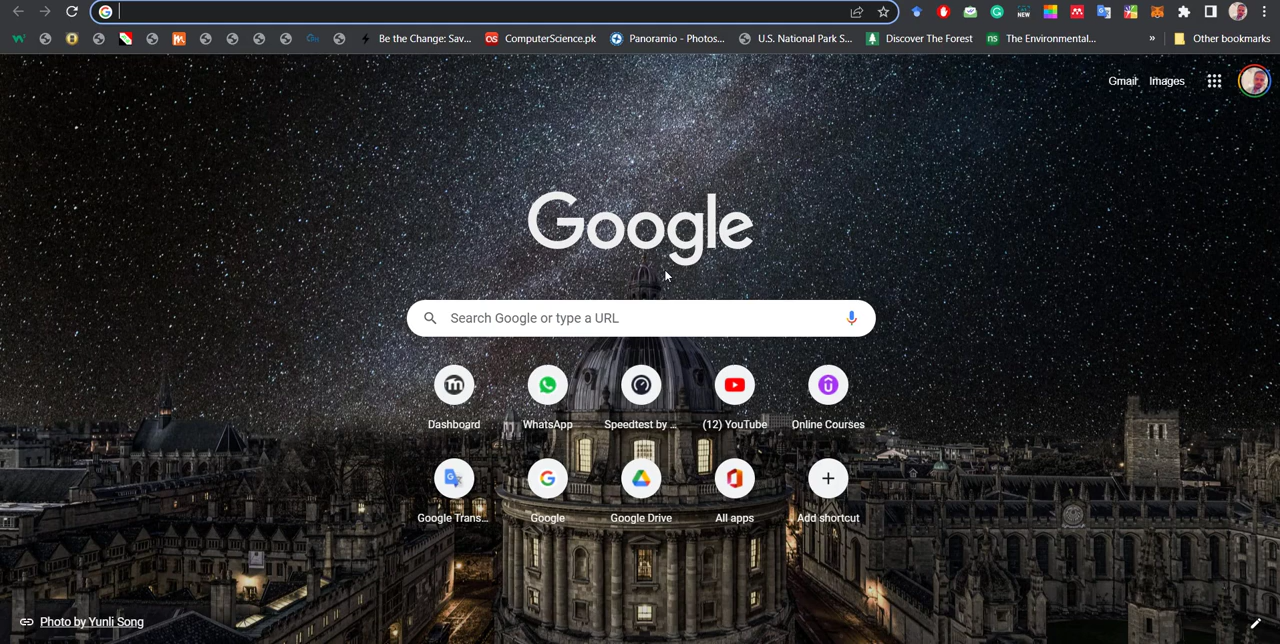 Be the Change: Sav...
ComputerScience.pk
Panoramio - Photos...
U.S. National Park S...
Discover The Forest
The Environmental...
»
Other bookmarks
Gmail
Images
Google
Search Google or type a URL
Dashboard
WhatsApp
Speedtest by ...
(12) YouTube
Online Courses
Google Trans...
Google
Google Drive
All apps
Add shortcut
Photo by Yunli Song